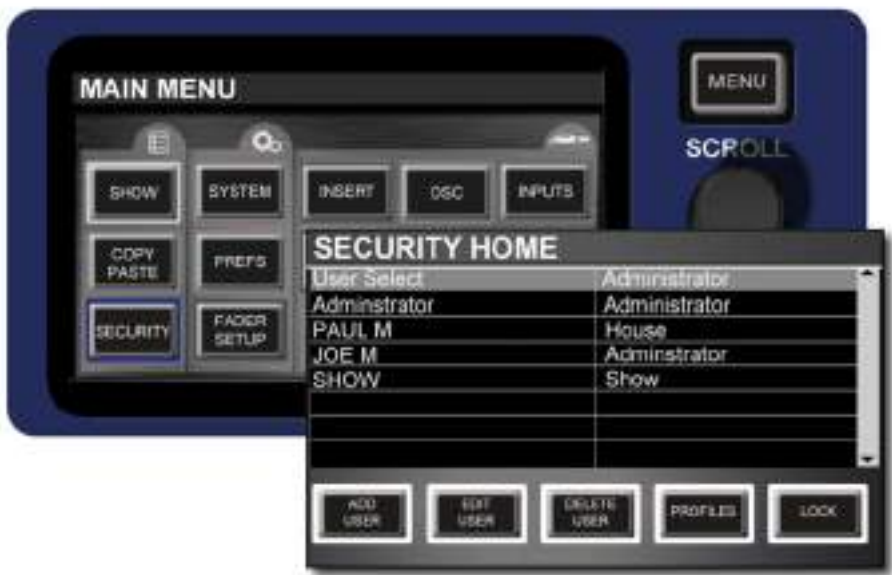 MAIN MENU
MENU
SCROLL
SHOW SYSTEM INSERT OSC INPUTS
COPY PASTE PREFS
SECURITY FADER SETUP
SECURITY HOME
User Select Administrator
Adminstrator Administrator
PAUL M House
JOE M Adminstrator
SHOW Show
ADD USER EDIT USER DELETE USER PROFILES LOCK